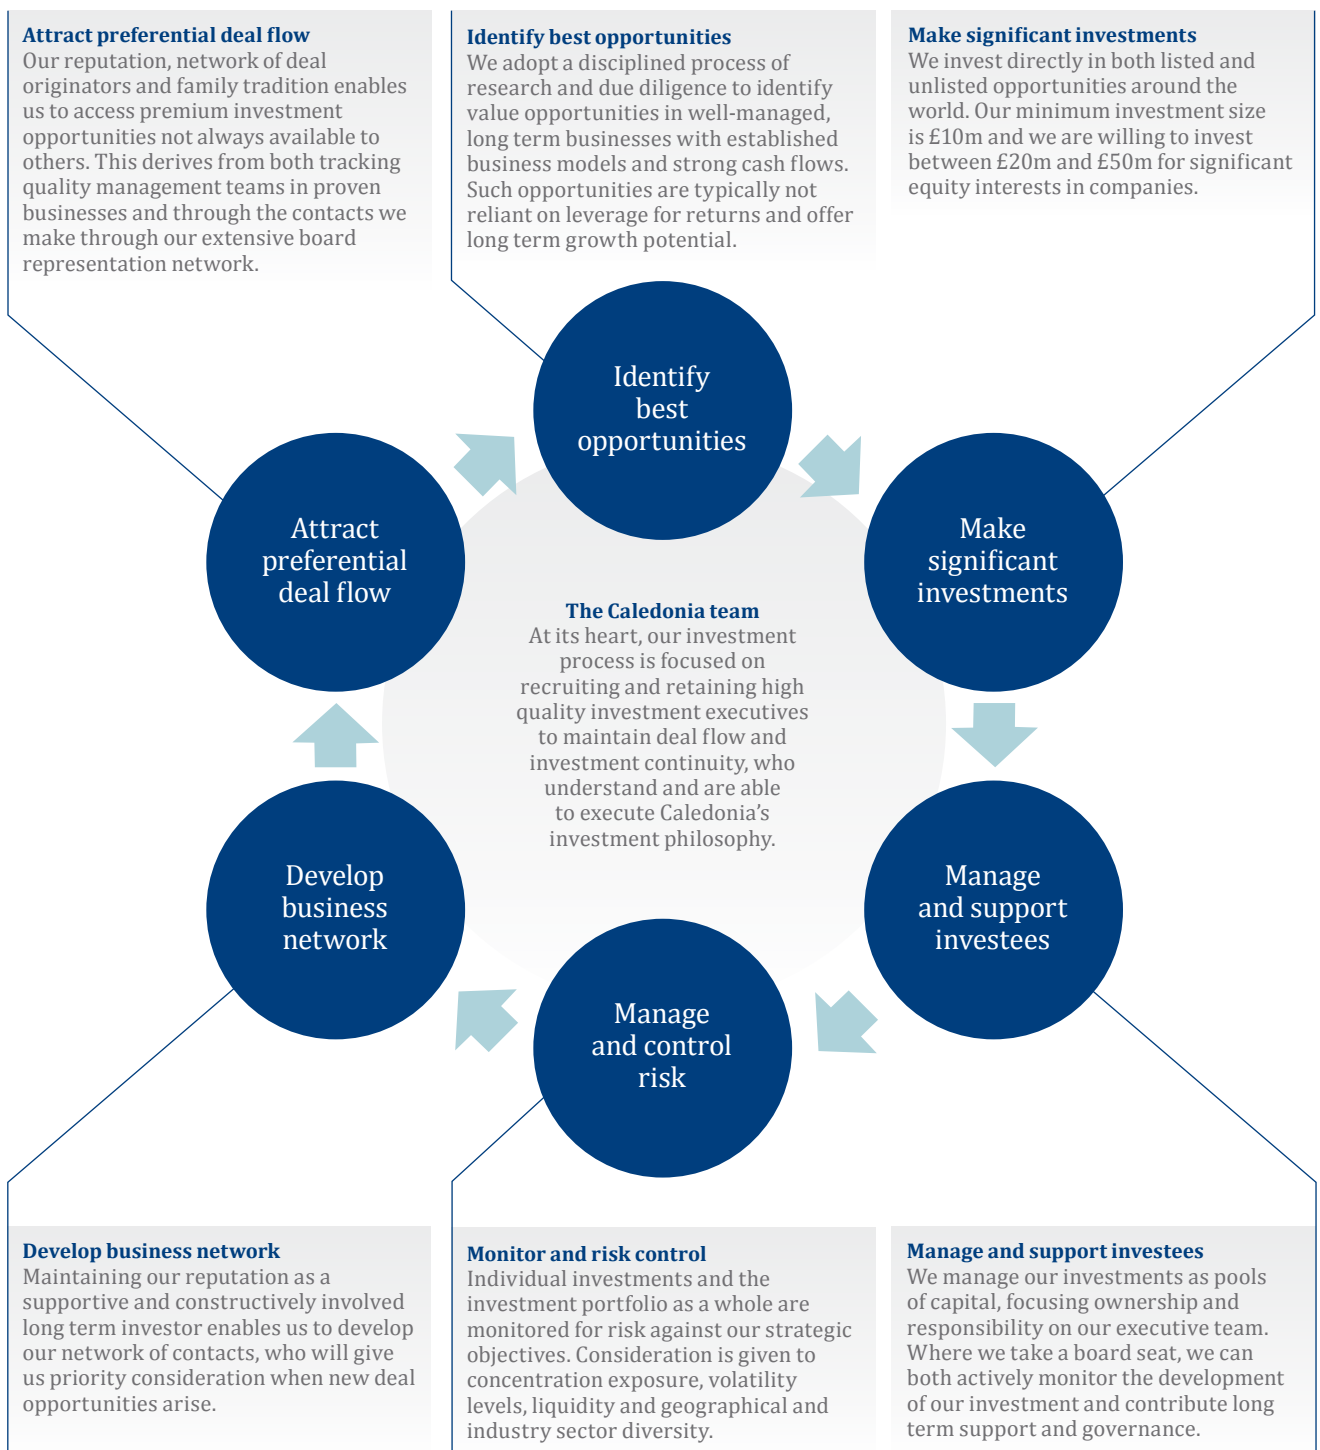 Attract preferential deal flow
Our reputation, network of deal
originators and family tradition enables
us to access premium investment
opportunities not always available to
others. This derives from both tracking
quality management teams in proven
businesses and through the contacts we
make through our extensive board
representation network.
Identify best opportunities
We adopt a disciplined process of
research and due diligence to identify
value opportunities in well-managed,
long term businesses with established
business models and strong cash flows.
Such opportunities are typically not
reliant on leverage for returns and offer
long term growth potential.
Make significant investments
We invest directly in both listed and
unlisted opportunities around the
world. Our minimum investment size
is £10m and we are willing to invest
between £20m and £50m for significant
equity interests in companies.
Identify
best
opportunities
Attract
preferential
deal flow
Make
significant
investments
The Caledonia team
At its heart, our investment
process is focused on
recruiting and retaining high
quality investment executives
to maintain deal flow and
investment continuity, who
understand and are able
to execute Caledonia's
investment philosophy.
Develop
business
network
Manage
and support
investees
Manage
and control
risk
Develop business network
Maintaining our reputation as a
supportive and constructively involved
long term investor enables us to develop
our network of contacts, who will give
us priority consideration when new deal
opportunities arise.
Monitor and risk control
Individual investments and the
investment portfolio as a whole are
monitored for risk against our strategic
objectives. Consideration is given to
concentration exposure, volatility
levels, liquidity and geographical and
industry sector diversity.
Manage and support investees
We manage our investments as pools
of capital, focusing ownership and
responsibility on our executive team.
Where we take a board seat, we can
both actively monitor the development
of our investment and contribute long
term support and governance.